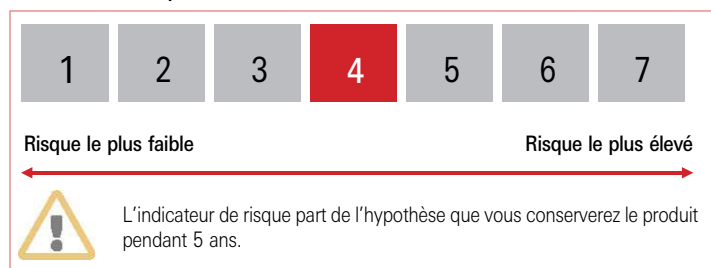 1 2 3 4 5 6 7
Risque le plus faible Risque le plus élevé
L'indicateur de risque part de l'hypothèse que vous conserverez le produit
pendant 5 ans.